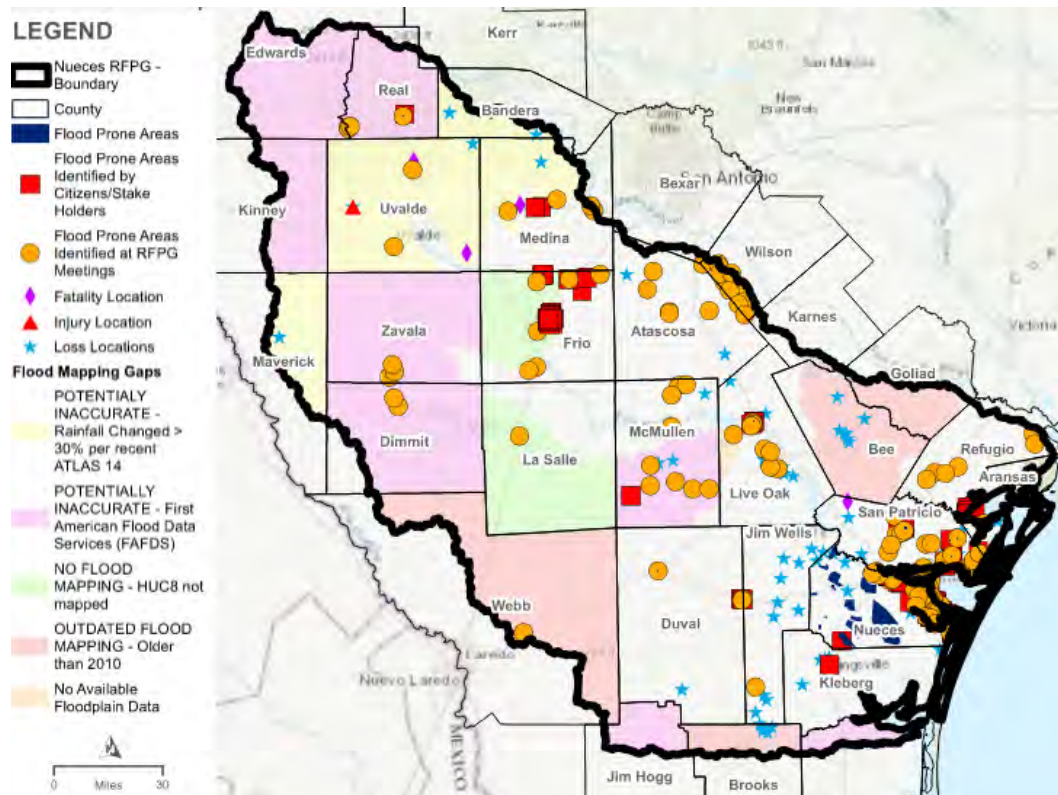 LEGEND
Nueces RFPG -
Boundary
County
Flood Prone Areas
Flood Prone Areas
Identified by
Citizens/Stake
Holders
Flood Prone Areas
Identified at RFPG
Meetings
Fatality Location
Injury Location
Loss Locations
Flood Mapping Gaps
POTENTIALY
INACCURATE -
Rainfall Changed >
30% per recent
ATLAS 14
POTENTIALLY
INACCURATE - First
American Flood Data
Services (FAFDS)
NO FLOOD
MAPPING - HUC8 not
mapped
OUTDATED FLOOD
MAPPING - Older
than 2010
No Available
Floodplain Data
0 30
Miles
Kerr
Edwards
San Marcos
Real
New
Braunfels
Bandera
Bexar
San Antonio
Kinney
Uvalde
Medina
Wilson
Zavala
Frio
Atascosa
Karnes
Victoria
Maverick
Goliad
Dimmit
La Salle
McMullen
Bee
Refugio
Aransas
Live Oak
San Patricio
Jim Wells
Webb
Duval
Nueces
Laredo
Nuevo Laredo
Kleberg
MEXICO
Jim Hogg
Brooks